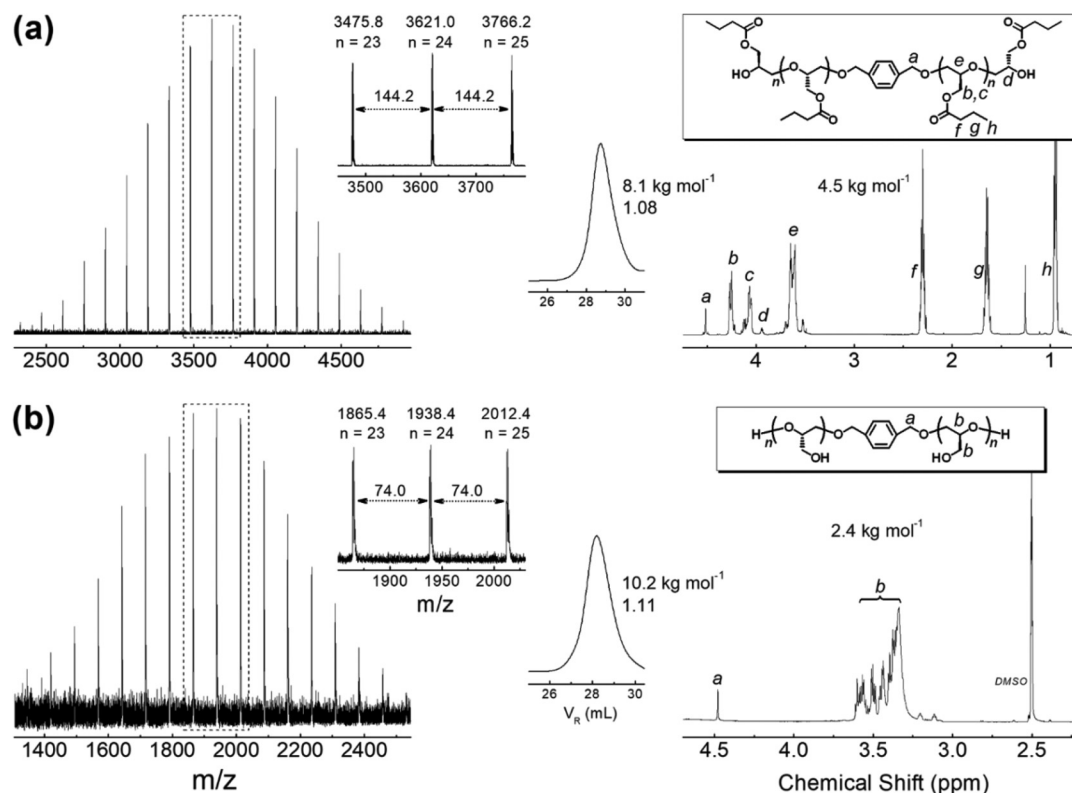 (a)
3475.8 3621.0 3766.2
n = 23 n = 24 n = 25
144.2 144.2
3500 3600 3700
2500 3000 3500 4000 4500
8.1 kg mol-1
1.08
26 28 30
O O
O O
HO ( O )n O a O ( e O )n d OH
b,c
O O
O O
f g h
4.5 kg mol-1
a b c d e f g h
4 3 2 1
(b)
1865.4 1938.4 2012.4
n = 23 n = 24 n = 25
74.0 74.0
1900 1950 2000
m/z
1400 1600 1800 2000 2200 2400
m/z
10.2 kg mol-1
1.11
26 28 30
VR (mL)
H ( O )n O a O ( b O )n H
OH HO b
2.4 kg mol-1
a b DMSO
4.5 4.0 3.5 3.0 2.5
Chemical Shift (ppm)